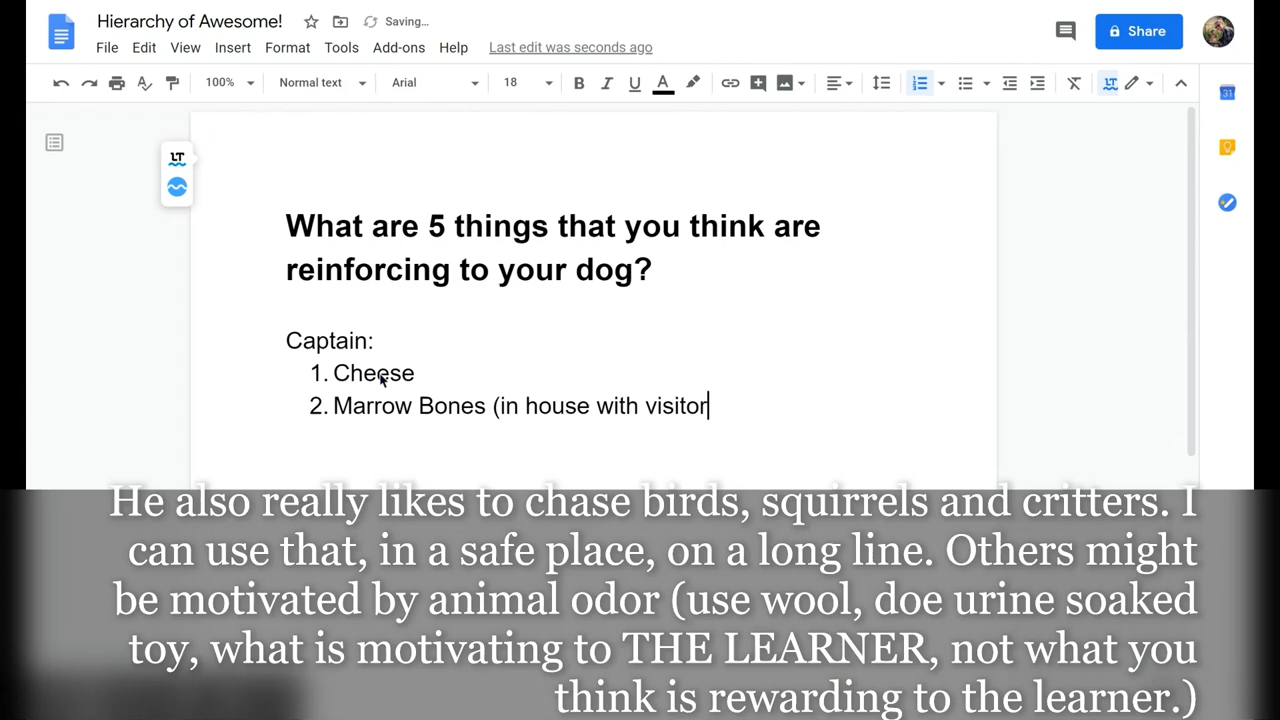 Hierarchy of Awesome!
Saving…
File Edit View Insert Format Tools Add-ons Help Last edit was seconds ago
Share
100% Normal text Arial 18 B I U A
31
LT
What are 5 things that you think are
reinforcing to your dog?
Captain:
1. Cheese
2. Marrow Bones (in house with visitor
He also really likes to chase birds, squirrels and critters. I
can use that, in a safe place, on a long line. Others might
be motivated by animal odor (use wool, doe urine soaked
toy, what is motivating to THE LEARNER, not what you
think is rewarding to the learner.)